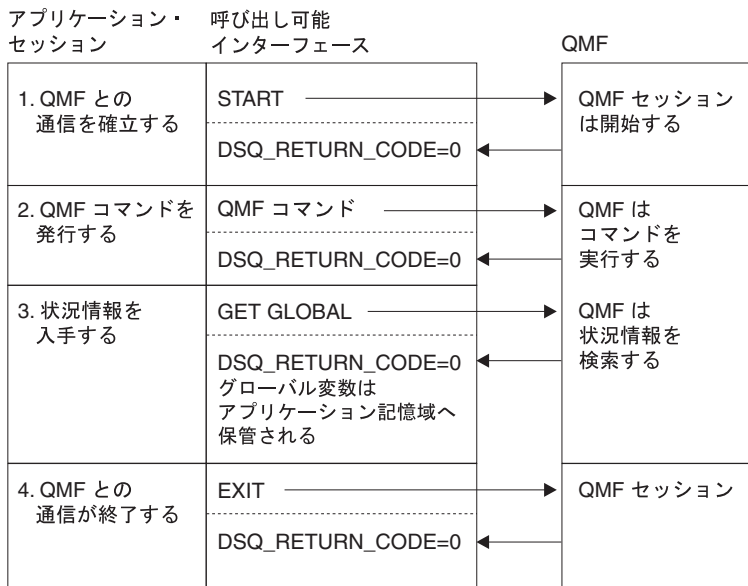 アプリケーション・
セッション
呼び出し可能
インターフェース
QMF
1. QMF との
通信を確立する
START
DSQ_RETURN_CODE=0
QMF セッション
は開始する
2. QMF コマンドを
発行する
QMF コマンド
DSQ_RETURN_CODE=0
QMF は
コマンドを
実行する
3. 状況情報を
入手する
GET GLOBAL
DSQ_RETURN_CODE=0
グローバル変数は
アプリケーション記憶域へ
保管される
QMF は
状況情報を
検索する
4. QMF との
通信が終了する
EXIT
DSQ_RETURN_CODE=0
QMF セッション